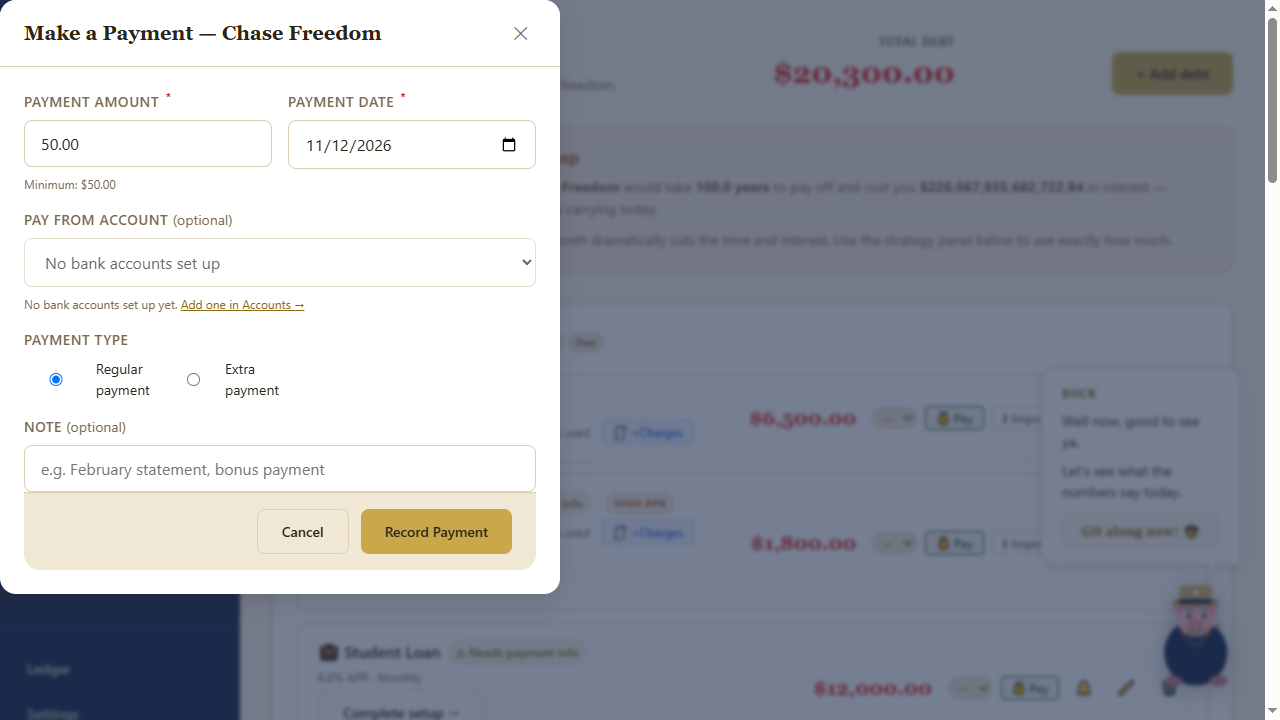 Make a Payment — Chase Freedom
PAYMENT AMOUNT *
PAYMENT DATE *
50.00
11/12/2026
Minimum: $50.00
PAY FROM ACCOUNT (optional)
No bank accounts set up
No bank accounts set up yet. Add one in Accounts →
PAYMENT TYPE
Regular payment
Extra payment
NOTE (optional)
e.g. February statement, bonus payment
Cancel
Record Payment
TOTAL DEBT
$20,300.00
+ Add debt
freedom.
Freedom would take 100.0 years to pay off and cost you $226,067,935,682,722.84 in interest —
carrying today.
dramatically cuts the time and interest. Use the strategy panel below to see exactly how much.
Due
$6,500.00
Pay
used
+Charges
HIGH APR
$1,800.00
Pay
used
+Charges
BUCK
Well now, good to see
ya.
Let's see what the
numbers say today.
Git along now!
Student Loan
Needs payment info
APR · Monthly
$12,000.00
Pay
Complete setup →
Ledger
Settings